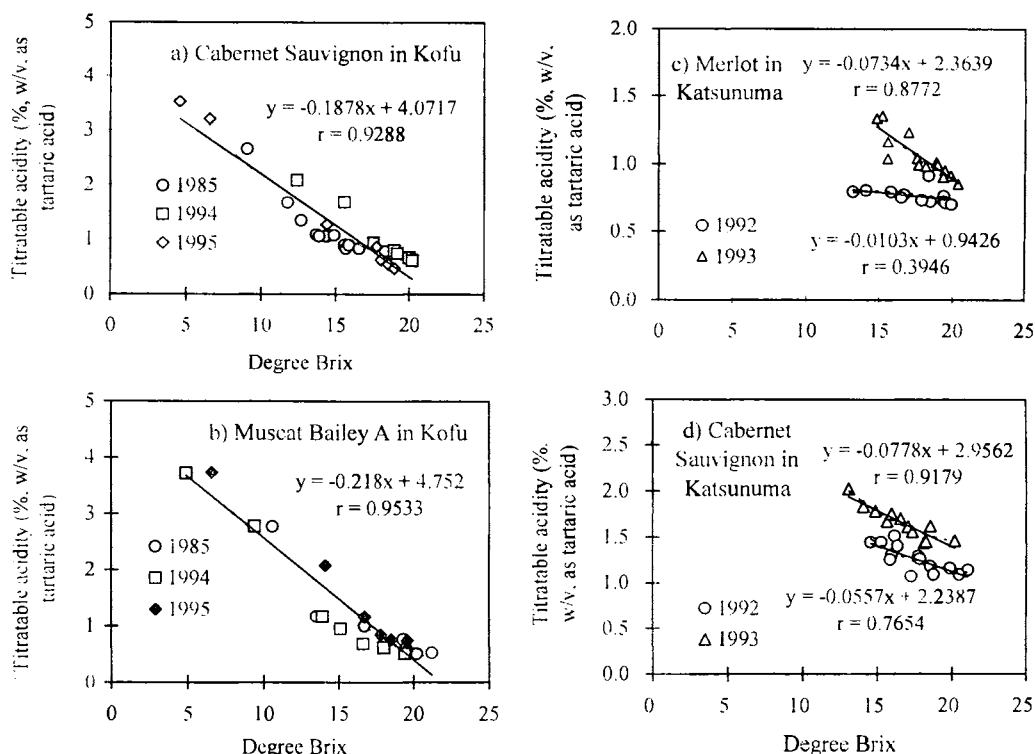 Titratable acidity (%, w/v. as
tartaric acid)
5
4
3
2
1
0
a) Cabernet Sauvignon in Kofu
y = -0.1878x + 4.0717
r = 0.9288
1985
1994
1995
0 5 10 15 20 25
Degree Brix
Titratable acidity (%. w/v. as
tartaric acid)
5
4
3
2
1
0
b) Muscat Bailey A in Kofu
y = -0.218x + 4.752
r = 0.9533
1985
1994
1995
0 5 10 15 20 25
Degree Brix
Titratable acidity (%, w/v.
as tartaric acid)
2.0
1.5
1.0
0.5
0.0
c) Merlot in
Katsunuma
y = -0.0734x + 2.3639
r = 0.8772
1992
1993
y = -0.0103x + 0.9426
r = 0.3946
0 5 10 15 20 25
Titratable acidity (%.
w/v. as tartaric acid)
3.0
2.5
2.0
1.5
1.0
0.5
0.0
d) Cabernet
Sauvignon in
Katsunuma
y = -0.0778x + 2.9562
r = 0.9179
1992
1993
y = -0.0557x + 2.2387
r = 0.7654
0 5 10 15 20 25
Degree Brix